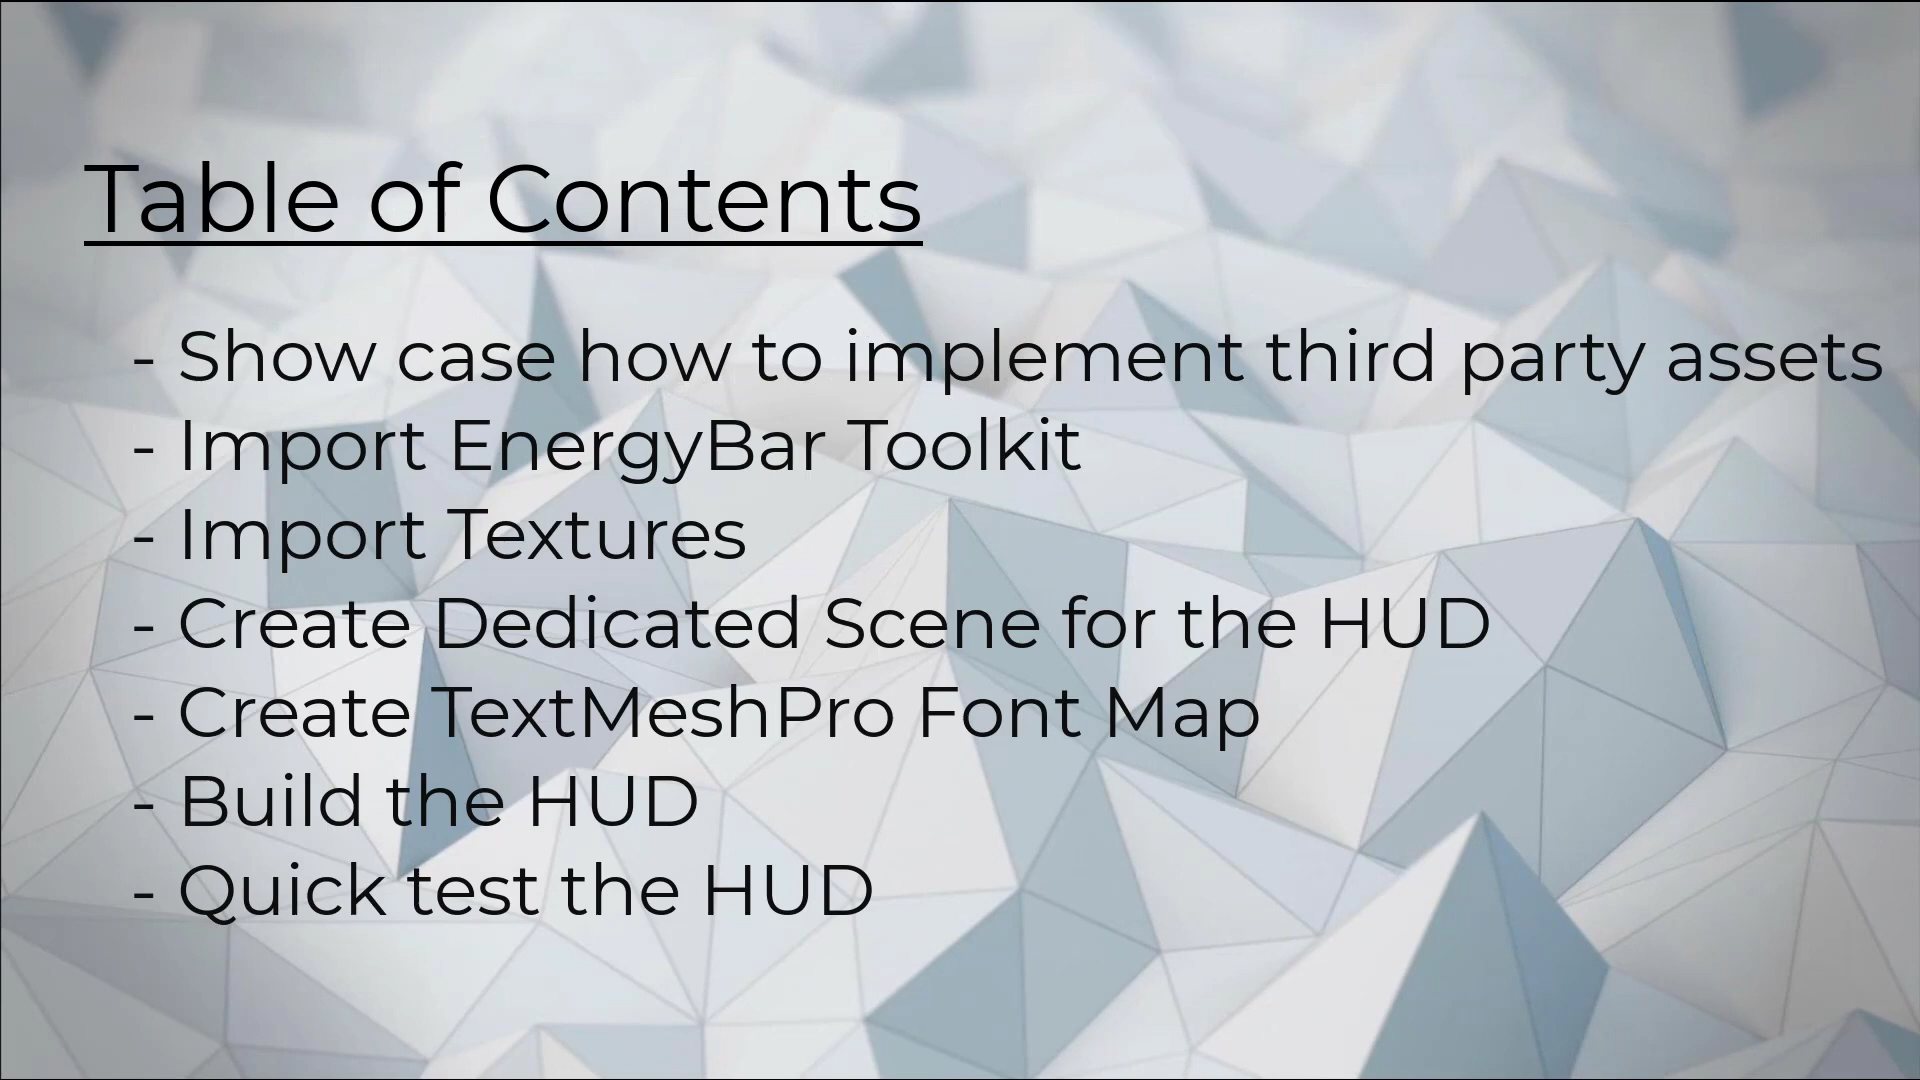 Table of Contents
- Show case how to implement third party assets
- Import EnergyBar Toolkit
- Import Textures
- Create Dedicated Scene for the HUD
- Create TextMeshPro Font Map
- Build the HUD
- Quick test the HUD